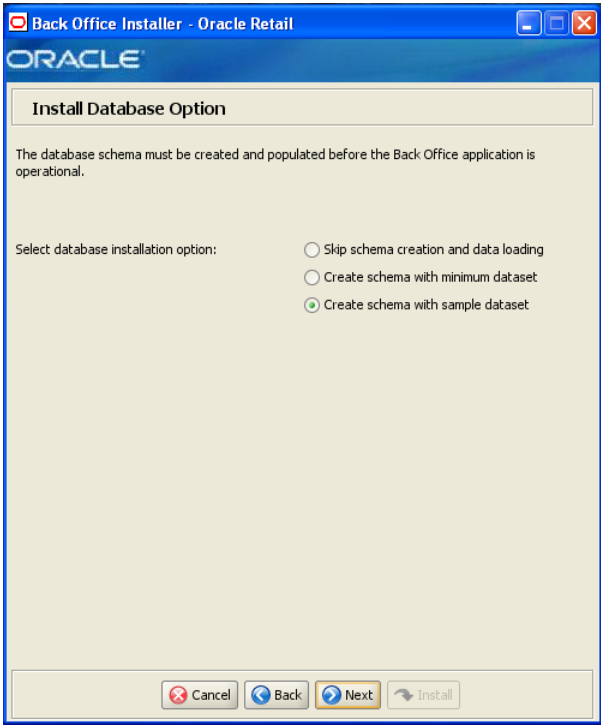 Back Office Installer - Oracle Retail
ORACLE
Install Database Option
The database schema must be created and populated before the Back Office application is
operational.
Select database installation option:
Skip schema creation and data loading
Create schema with minimum dataset
Create schema with sample dataset
Cancel
Back
Next
Install